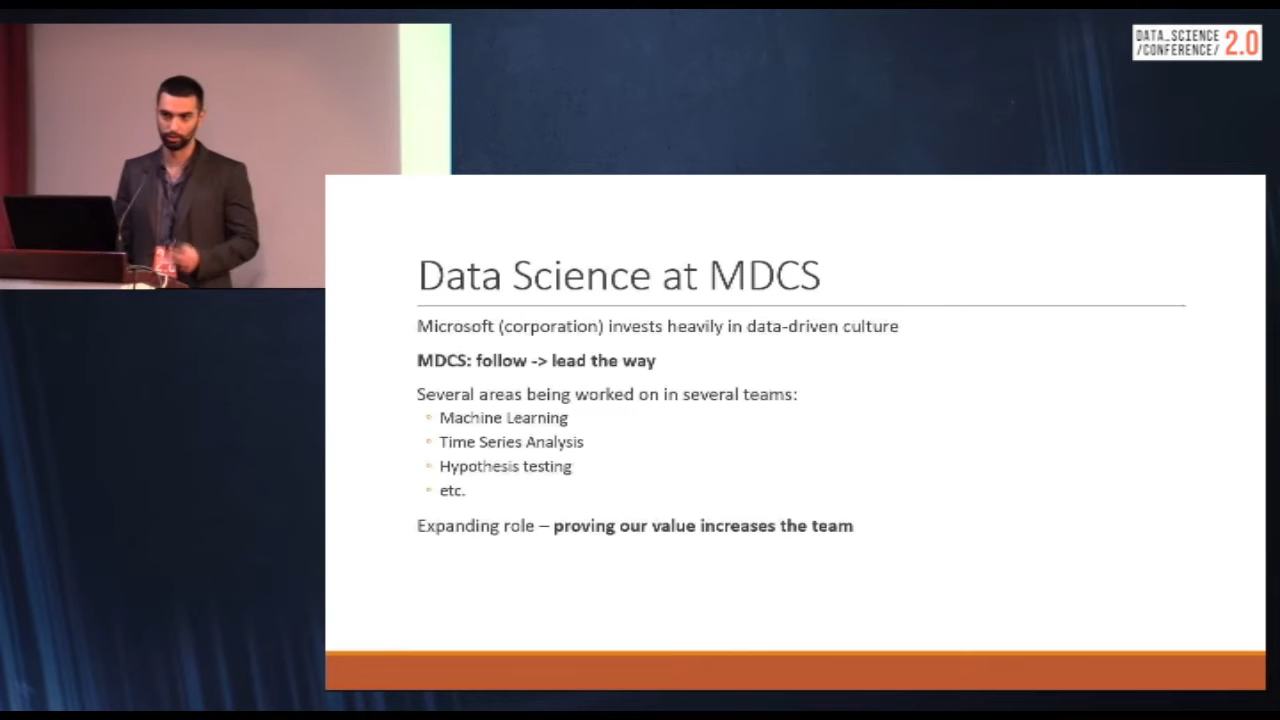 DATA_SCIENCE
/CONFERENCE/ 2.0
Data Science at MDCS
Microsoft (corporation) invests heavily in data-driven culture
MDCS: follow -> lead the way
Several areas being worked on in several teams:
Machine Learning
Time Series Analysis
Hypothesis testing
etc.
Expanding role – proving our value increases the team